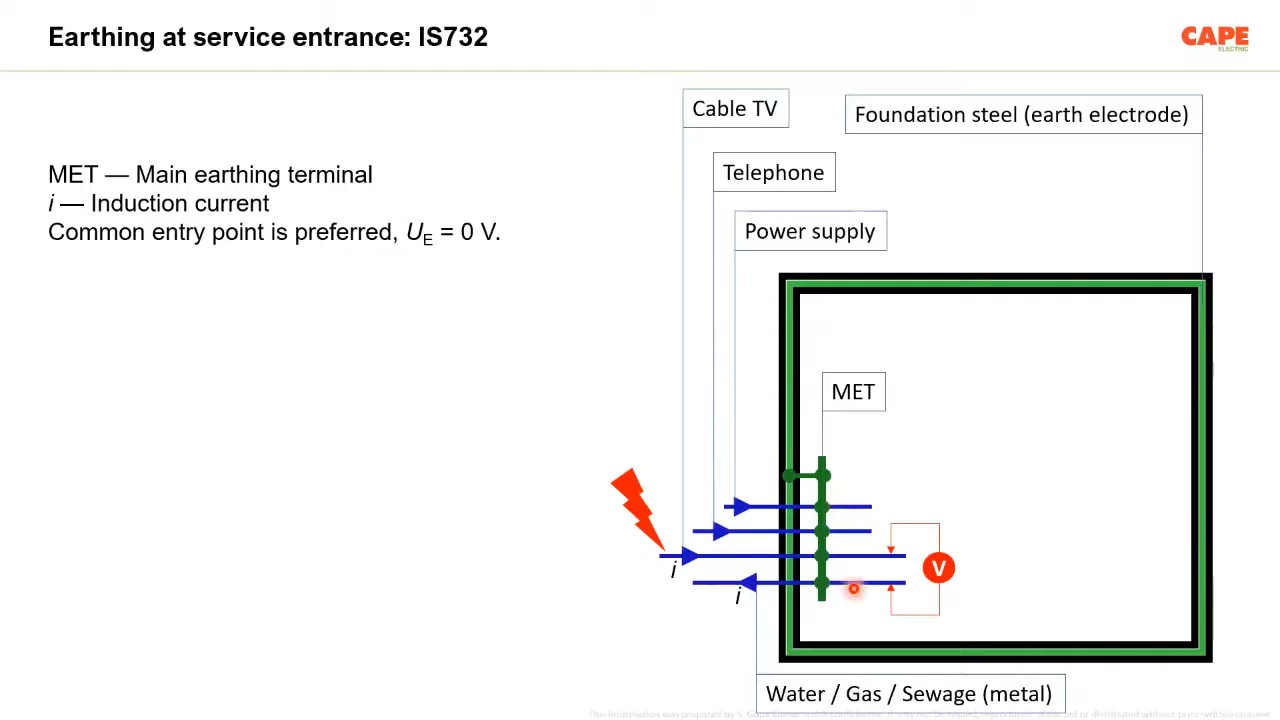 Earthing at service entrance: IS732
CAPE
ELECTRIC
Cable TV
Foundation steel (earth electrode)
MET — Main earthing terminal
i — Induction current
Common entry point is preferred, UE = 0 V.
Telephone
Power supply
MET
i
V
i
Water / Gas / Sewage (metal)